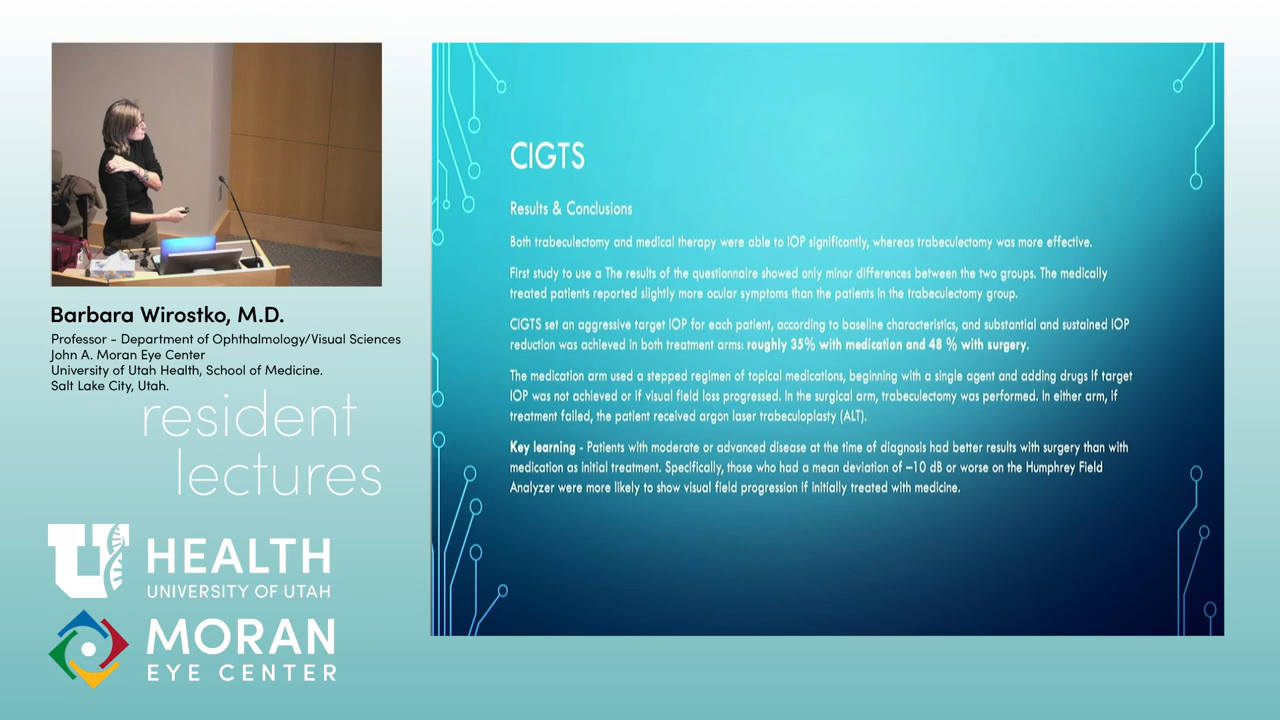 Barbara Wirostko, M.D.
Professor - Department of Ophthalmology/Visual Sciences
John A. Moran Eye Center
University of Utah Health, School of Medicine.
Salt Lake City, Utah.
resident
lectures
U HEALTH
UNIVERSITY OF UTAH
MORAN
EYE CENTER
CIGTS
Results & Conclusions
Both trabeculectomy and medical therapy were able to IOP significantly, whereas trabeculectomy was more effective.
First study to use a The results of the questionnaire showed only minor differences between the two groups. The medically
treated patients reported slightly more ocular symptoms than the patients in the trabeculectomy group.
CIGTS set an aggressive target IOP for each patient, according to baseline characteristics, and substantial and sustained IOP
reduction was achieved in both treatment arms: roughly 35% with medication and 48 % with surgery.
The medication arm used a stepped regimen of topical medications, beginning with a single agent and adding drugs if target
IOP was not achieved or if visual field loss progressed. In the surgical arm, trabeculectomy was performed. In either arm, if
treatment failed, the patient received argon laser trabeculoplasty (ALT).
Key learning - Patients with moderate or advanced disease at the time of diagnosis had better results with surgery than with
medication as initial treatment. Specifically, those who had a mean deviation of –10 dB or worse on the Humphrey Field
Analyzer were more likely to show visual field progression if initially treated with medicine.